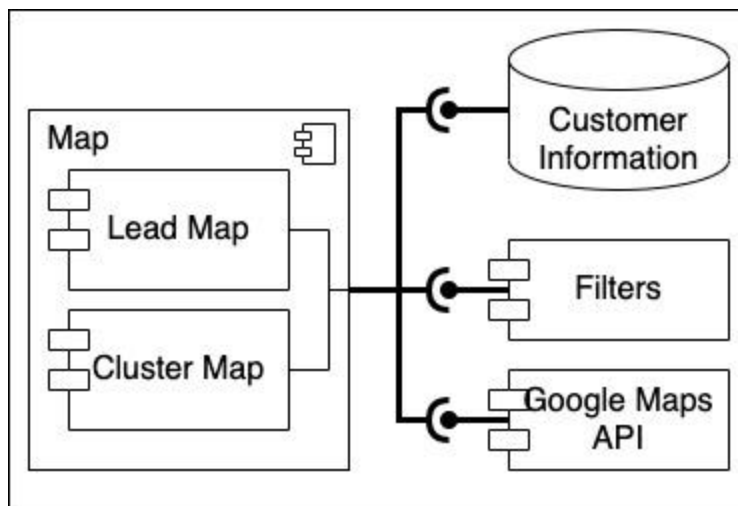 Map
Lead Map
Cluster Map
Customer
Information
Filters
Google Maps
API